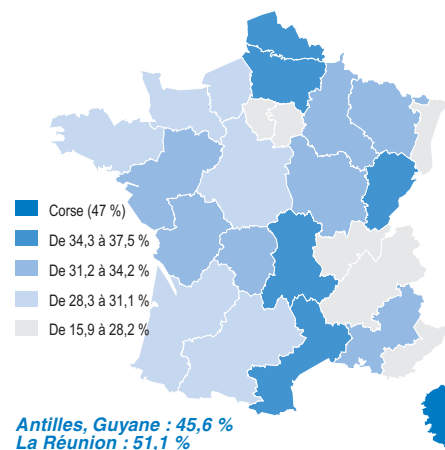 Corse (47 %)
De 34,3 à 37,5 %
De 31,2 à 34,2 %
De 28,3 à 31,1 %
De 15,9 à 28,2 %
Antilles, Guyane : 45,6 %
La Réunion : 51,1 %